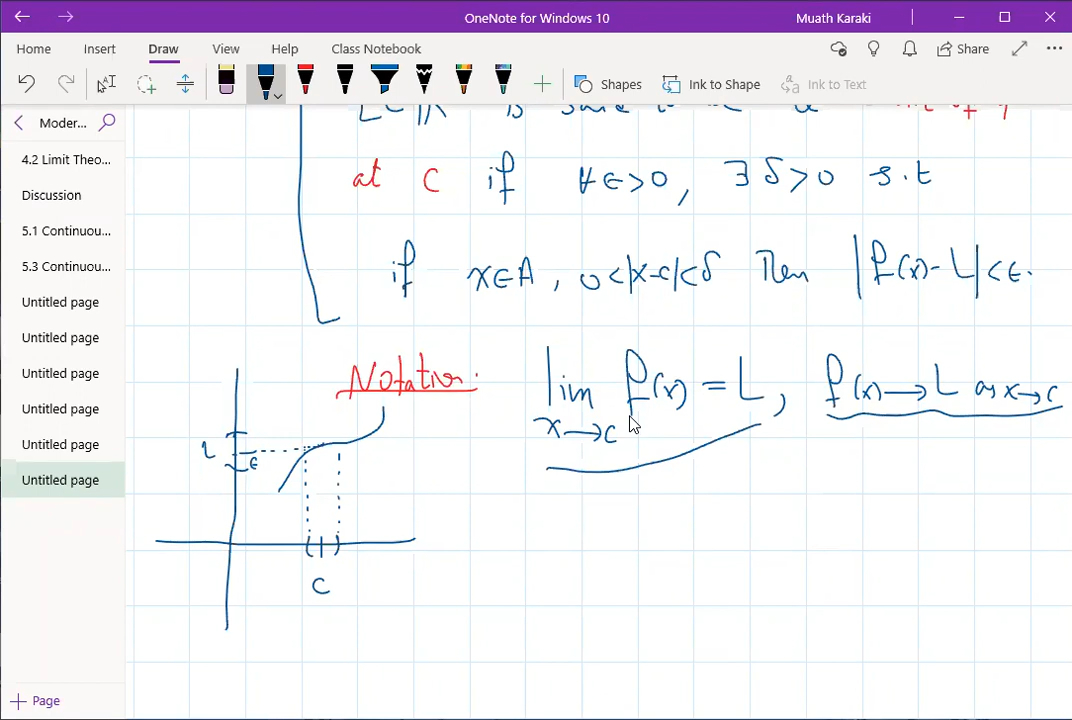 OneNote for Windows 10
Muath Karaki
Home Insert Draw View Help Class Notebook
Share
Shapes Ink to Shape Ink to Text
Moder...
4.2 Limit Theo...
Discussion
5.1 Continuou...
5.3 Continuou...
Untitled page
Untitled page
Untitled page
Untitled page
Untitled page
Untitled page
Page
L∈ℝ is
at c if ∀ε>0, ∃δ>0 s.t
if x∈A, 0<|x-c|<δ Then |f(x)-L|<ε.
Notation: lim f(x) = L, f(x)→L as x→c
x→c
L ε
c